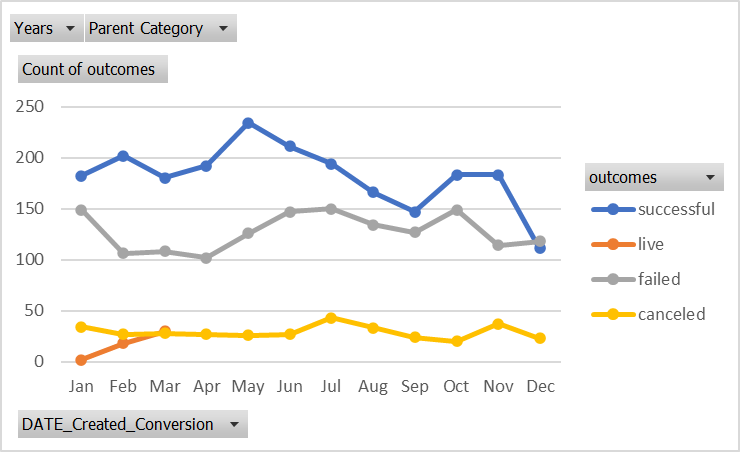 Years Parent Category
Count of outcomes
250
200
150
100
50
0
Jan Feb Mar Apr May Jun Jul Aug Sep Oct Nov Dec
outcomes
successful
live
failed
canceled
DATE_Created_Conversion